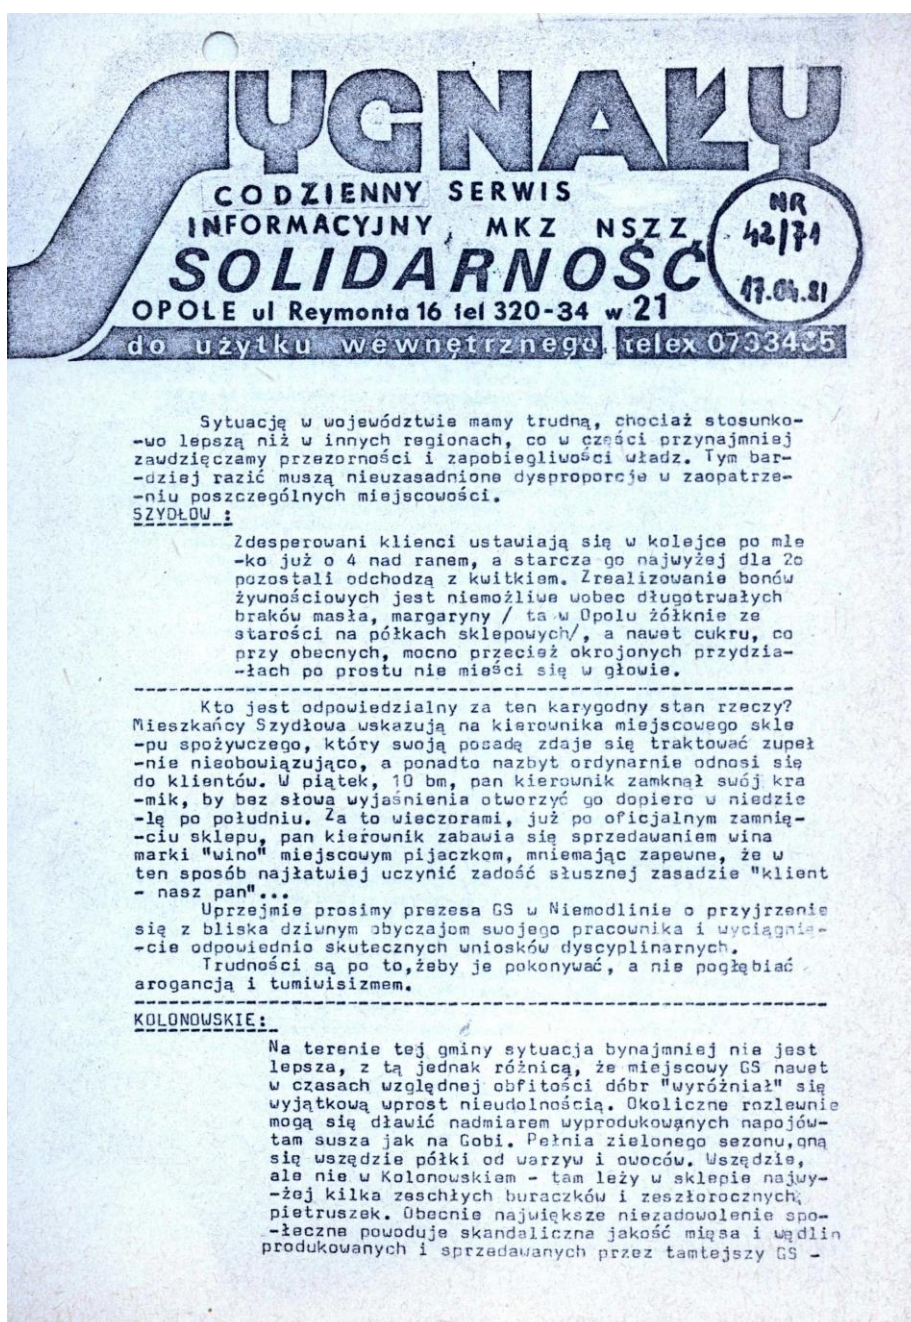 SYGNAŁY
CODZIENNY SERWIS
INFORMACYJNY, MKZ NSZZ
SOLIDARNOŚĆ
OPOLE ul Reymonta 16 tel 320-34 w 21
do użytku wewnętrznego, telex 0733485
NR
42/71
17.04.81
Sytuację w województwie mamy trudną, chociaż stosunko-
-wo lepszą niż w innych regionach, co w części przynajmniej
zawdzięczamy przezorności i zapobiegliwości władz. Tym bar-
-dziej razić muszą nieuzasadnione dysproporcje w zaopatrze-
-niu poszczególnych miejscowości.
SZYDŁOW :
Zdesperowani klienci ustawiają się w kolejce po mle
-ko już o 4 nad ranem, a starcza go najwyżej dla 2o
pozostali odchodzą z kwitkiem. Zrealizowanie bonów
żywnościowych jest niemożliwe wobec długotrwałych
braków masła, margaryny / ta w Opolu żółknie ze
starości na półkach sklepowych/, a nawet cukru, co
przy obecnych, mocno przecież okrojonych przydzia-
-łach po prostu nie mieści się w głowie.
Kto jest odpowiedzialny za ten karygodny stan rzeczy?
Mieszkańcy Szydłowa wskazują na kierownika miejscowego skle
-pu spożywczego, który swoją posadę zdaje się traktować zupeł
-nie nieobowiązująco, a ponadto nazbyt ordynarnie odnosi się
do klientów. W piątek, 10 bm, pan kierownik zamknął swój kra
-mik, by bez słowa wyjaśnienia otworzyć go dopiero w niedzie
-lę po południu. Za to wieczorami, już po oficjalnym zamnię-
-ciu sklepu, pan kierownik zabawia się sprzedawaniem wina
marki "wino" miejscowym pijaczkom, mniemając zapewne, że w
ten sposób najłatwiej uczynić zadość słusznej zasadzie "klient
- nasz pan"...
Uprzejmie prosimy prezesa GS w Niemodlinie o przyjrzenie
się z bliska dziwnym obyczajom swojego pracownika i wyciągnię-
-cie odpowiednio skutecznych wniosków dyscyplinarnych.
Trudności są po to,żeby je pokonywać, a nie pogłębiać
arogancją i tumiwisizmem.
KOLONOWSKIE:
Na terenie tej gminy sytuacja bynajmniej nie jest
lepsza, z tą jednak różnicą, że miejscowy GS nawet
w czasach względnej obfitości dóbr "wyróżniał" się
wyjątkową wprost nieudolnością. Okoliczne rozlewnie
mogą się dławić nadmiarem wyprodukowanych napojów-
tam susza jak na Gobi. Pełnia zielonego sezonu,gną
się wszędzie półki od warzyw i owoców. Wszędzie,
ale nie w Kolonowskiem - tam leży w sklepie najwy-
-żej kilka zeschłych buraczków i zeszłorocznych
pietruszek. Obecnie największe niezadowolenie spo-
-łeczne powoduje skandaliczna jakość mięsa i wędlin
produkowanych i sprzedawanych przez tamtejszy GS -